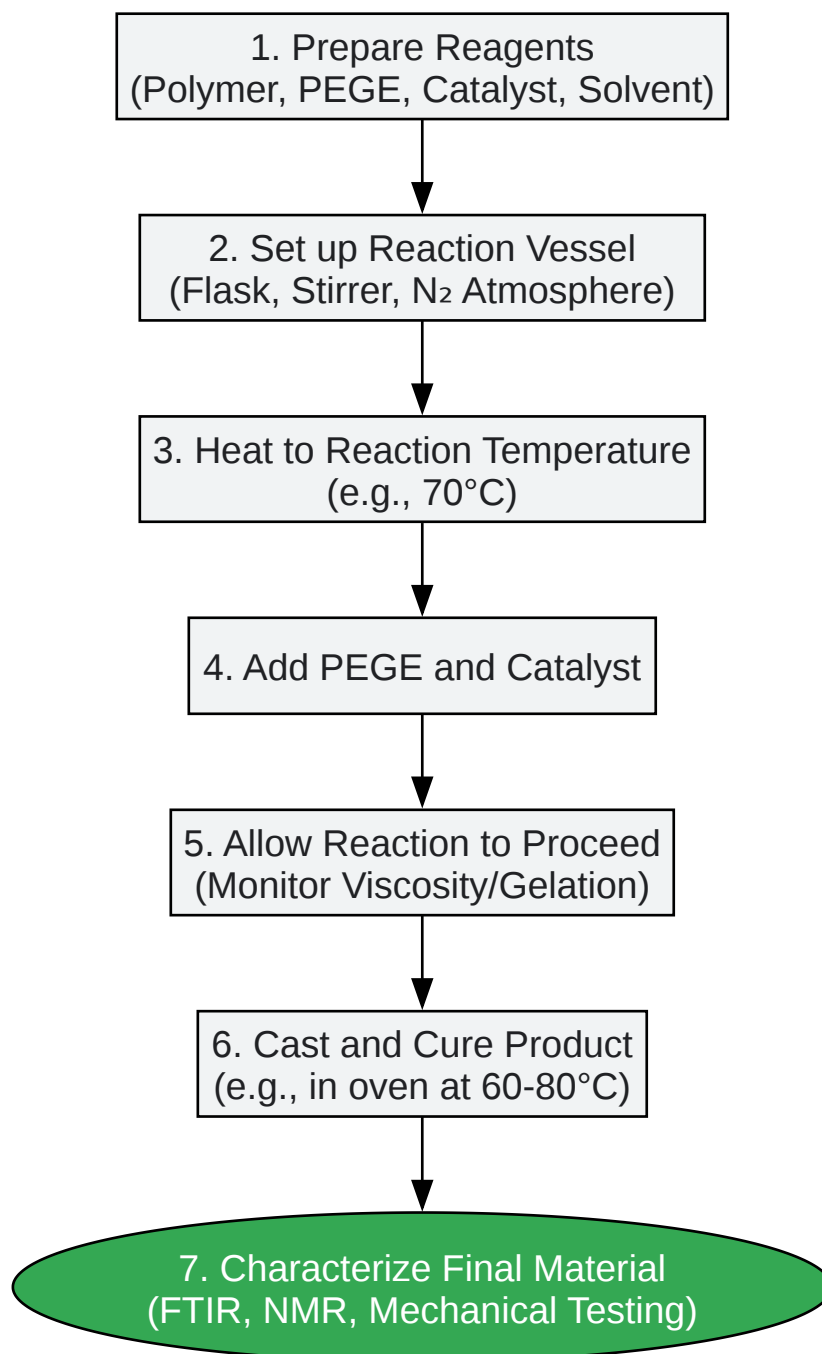 1. Prepare Reagents
(Polymer, PEGE, Catalyst, Solvent)
2. Set up Reaction Vessel
(Flask, Stirrer, N₂ Atmosphere)
3. Heat to Reaction Temperature
(e.g., 70°C)
4. Add PEGE and Catalyst
5. Allow Reaction to Proceed
(Monitor Viscosity/Gelation)
6. Cast and Cure Product
(e.g., in oven at 60-80°C)
7. Characterize Final Material
(FTIR, NMR, Mechanical Testing)